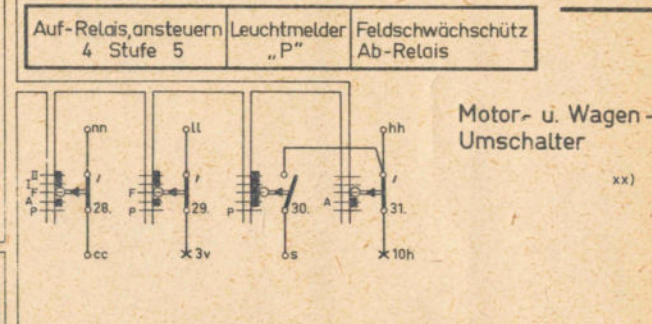 Auf-Relais,ansteuern
4 Stufe 5
Leuchtmelder
„P"
Feldschwächschütz
Ab-Relais
Motor- u. Wagen-
Umschalter
xx)
nn
ll
hh
II
I
F
A
P
28.
F
P
29.
P
30.
A
31.
cc
3v
s
10h